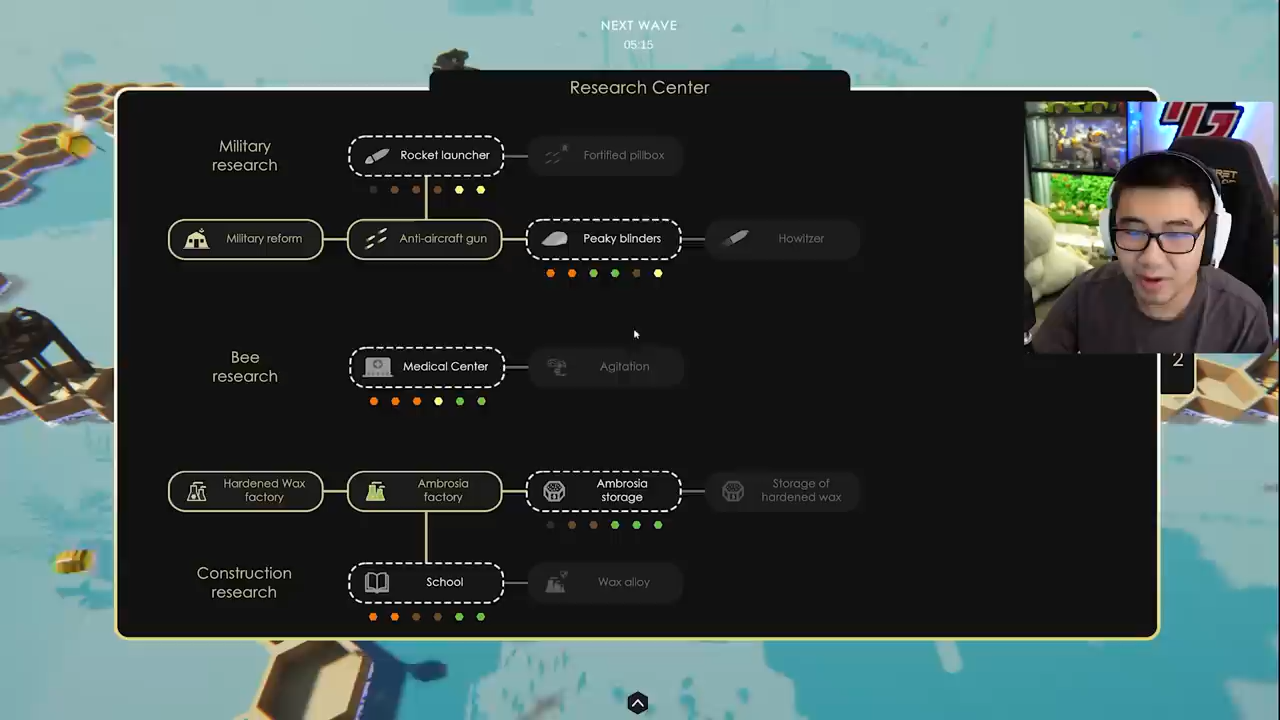 NEXT WAVE
05:15
Research Center
Military
research
Rocket launcher
Fortified pillbox
Military reform
Anti-aircraft gun
Peaky blinders
Howitzer
Bee
research
Medical Center
Agitation
2
Hardened Wax
factory
Ambrosia
factory
Ambrosia
storage
Storage of
hardened wax
Construction
research
School
Wax alloy